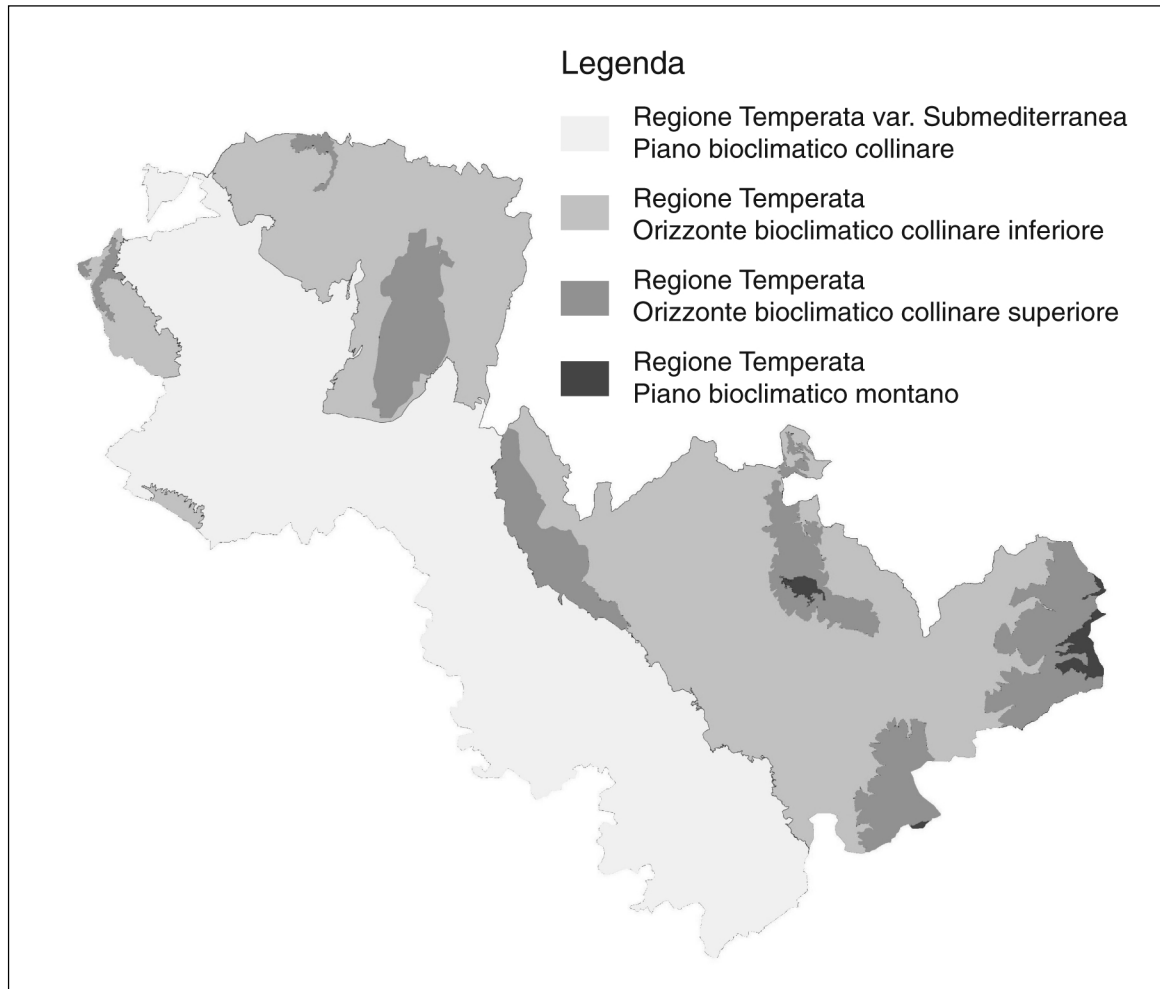 Legenda
Regione Temperata var. Submediterranea
Piano bioclimatico collinare
Regione Temperata
Orizzonte bioclimatico collinare inferiore
Regione Temperata
Orizzonte bioclimatico collinare superiore
Regione Temperata
Piano bioclimatico montano